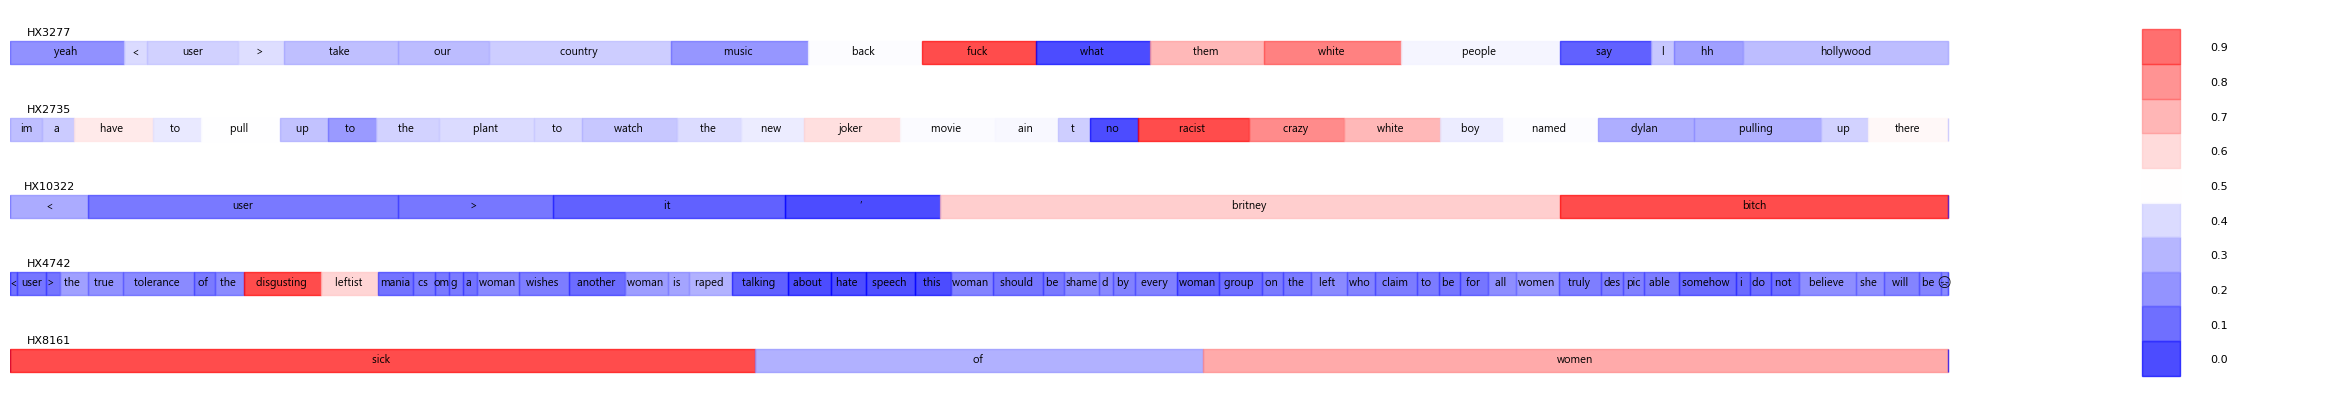 HX3277
yeah < user > take our country music back fuck what them white people say l hh hollywood
0.9
HX2735
0.8
im a have to pull up to the plant to watch the new joker movie ain t no racist crazy white boy named dylan pulling up there
0.7
0.6
HX10322
0.5
< user > it ' britney bitch
0.4
HX4742
0.3
< user > the true tolerance of the disgusting leftist mania cs om g a woman wishes another woman is raped talking about hate speech this woman should be shame d by every woman group on the left who claim to be for all women truly des pic able somehow i do not believe she will be ☹
0.2
0.1
HX8161
sick of women
0.0